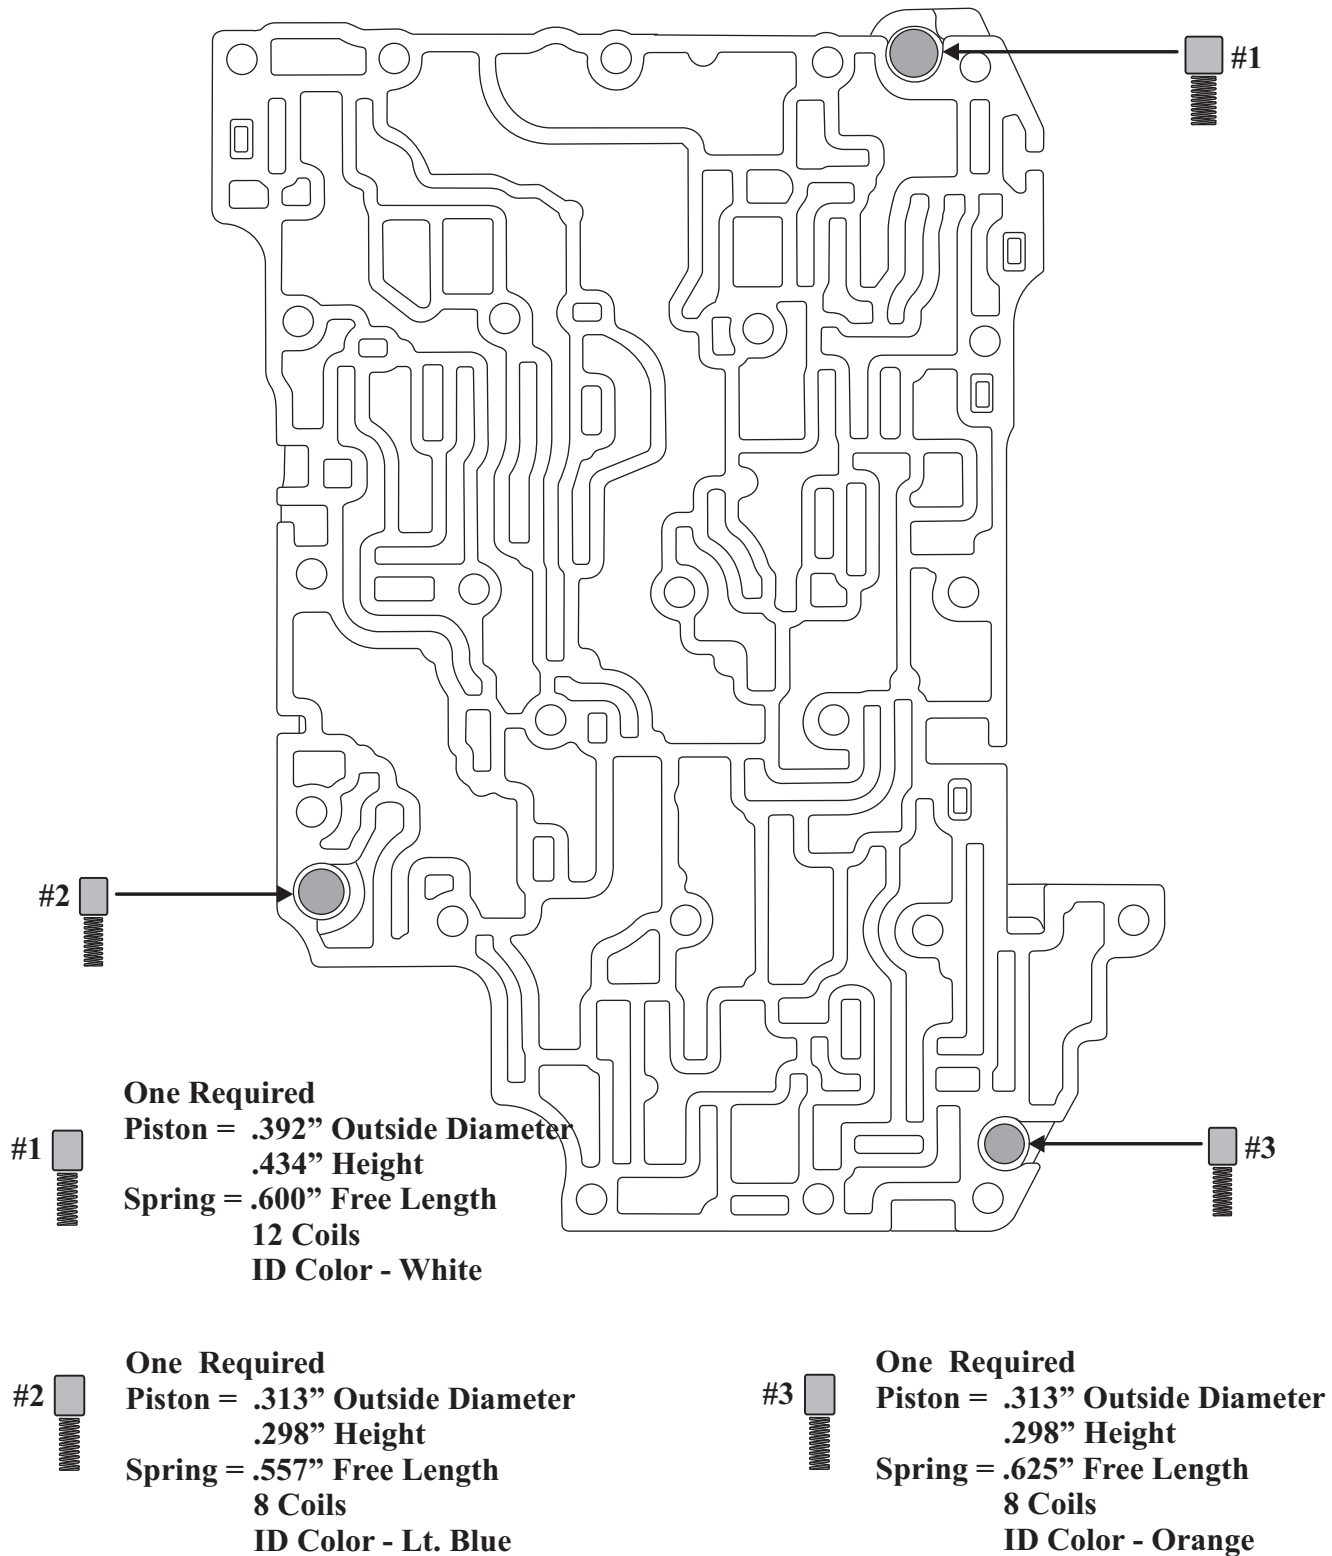 #1
#2
#1
One Required
Piston = .392” Outside Diameter
.434” Height
Spring = .600” Free Length
12 Coils
ID Color - White
#3
#2
One Required
Piston = .313” Outside Diameter
.298” Height
Spring = .557” Free Length
8 Coils
ID Color - Lt. Blue
#3
One Required
Piston = .313” Outside Diameter
.298” Height
Spring = .625” Free Length
8 Coils
ID Color - Orange